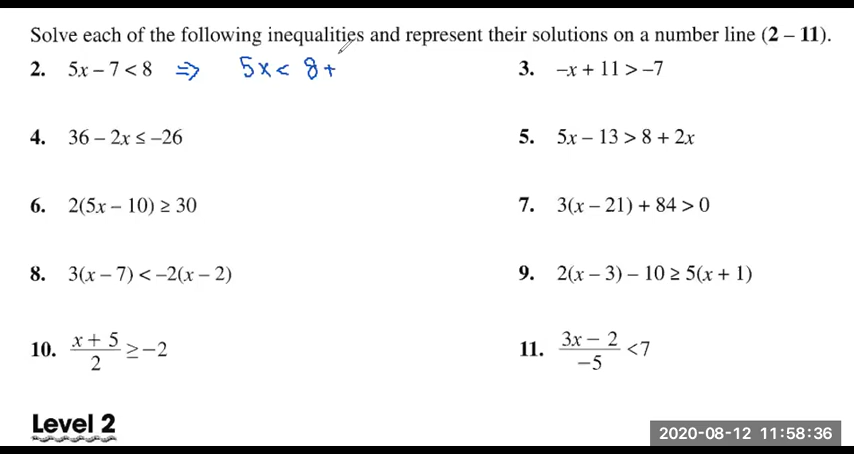 Solve each of the following inequalities and represent their solutions on a number line (2 – 11).
2. 5x – 7 < 8 ⇒ 5x < 8 +
3. –x + 11 > –7
4. 36 – 2x ≤ –26
5. 5x – 13 > 8 + 2x
6. 2(5x – 10) ≥ 30
7. 3(x – 21) + 84 > 0
8. 3(x – 7) < –2(x – 2)
9. 2(x – 3) – 10 ≥ 5(x + 1)
10. (x + 5)/2 ≥ –2
11. (3x – 2)/–5 < 7
Level 2
2020-08-12 11:58:36